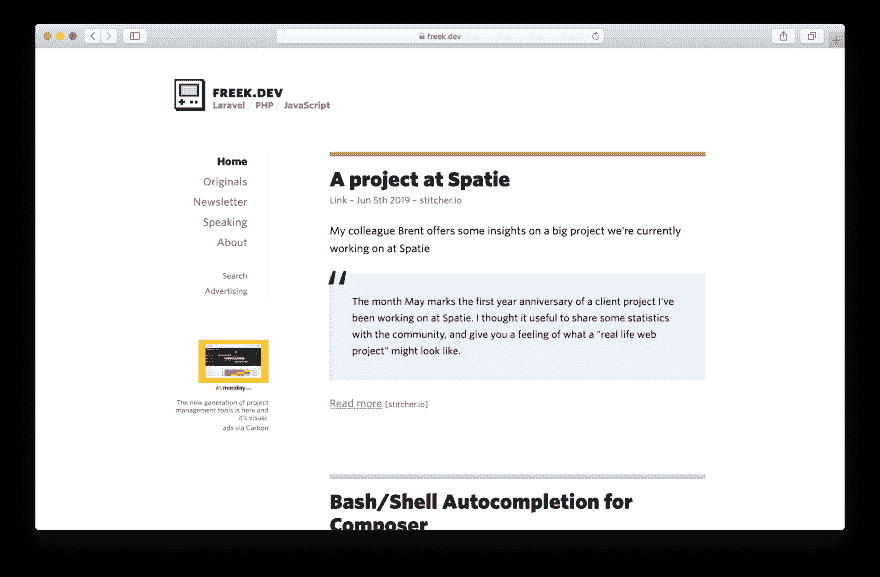 freek.dev
FREEK.DEV
Laravel / PHP / JavaScript
Home
Originals
Newsletter
Speaking
About
Search
Advertising
monday.com
The new generation of project
management tools is here and
it's visual.
ads via Carbon
A project at Spatie
Link – Jun 5th 2019 – stitcher.io
My colleague Brent offers some insights on a big project we're currently
working on at Spatie
The month May marks the first year anniversary of a client project I've
been working on at Spatie. I thought it useful to share some statistics
with the community, and give you a feeling of what a "real life web
project" might look like.
Read more [stitcher.io]
Bash/Shell Autocompletion for
Composer